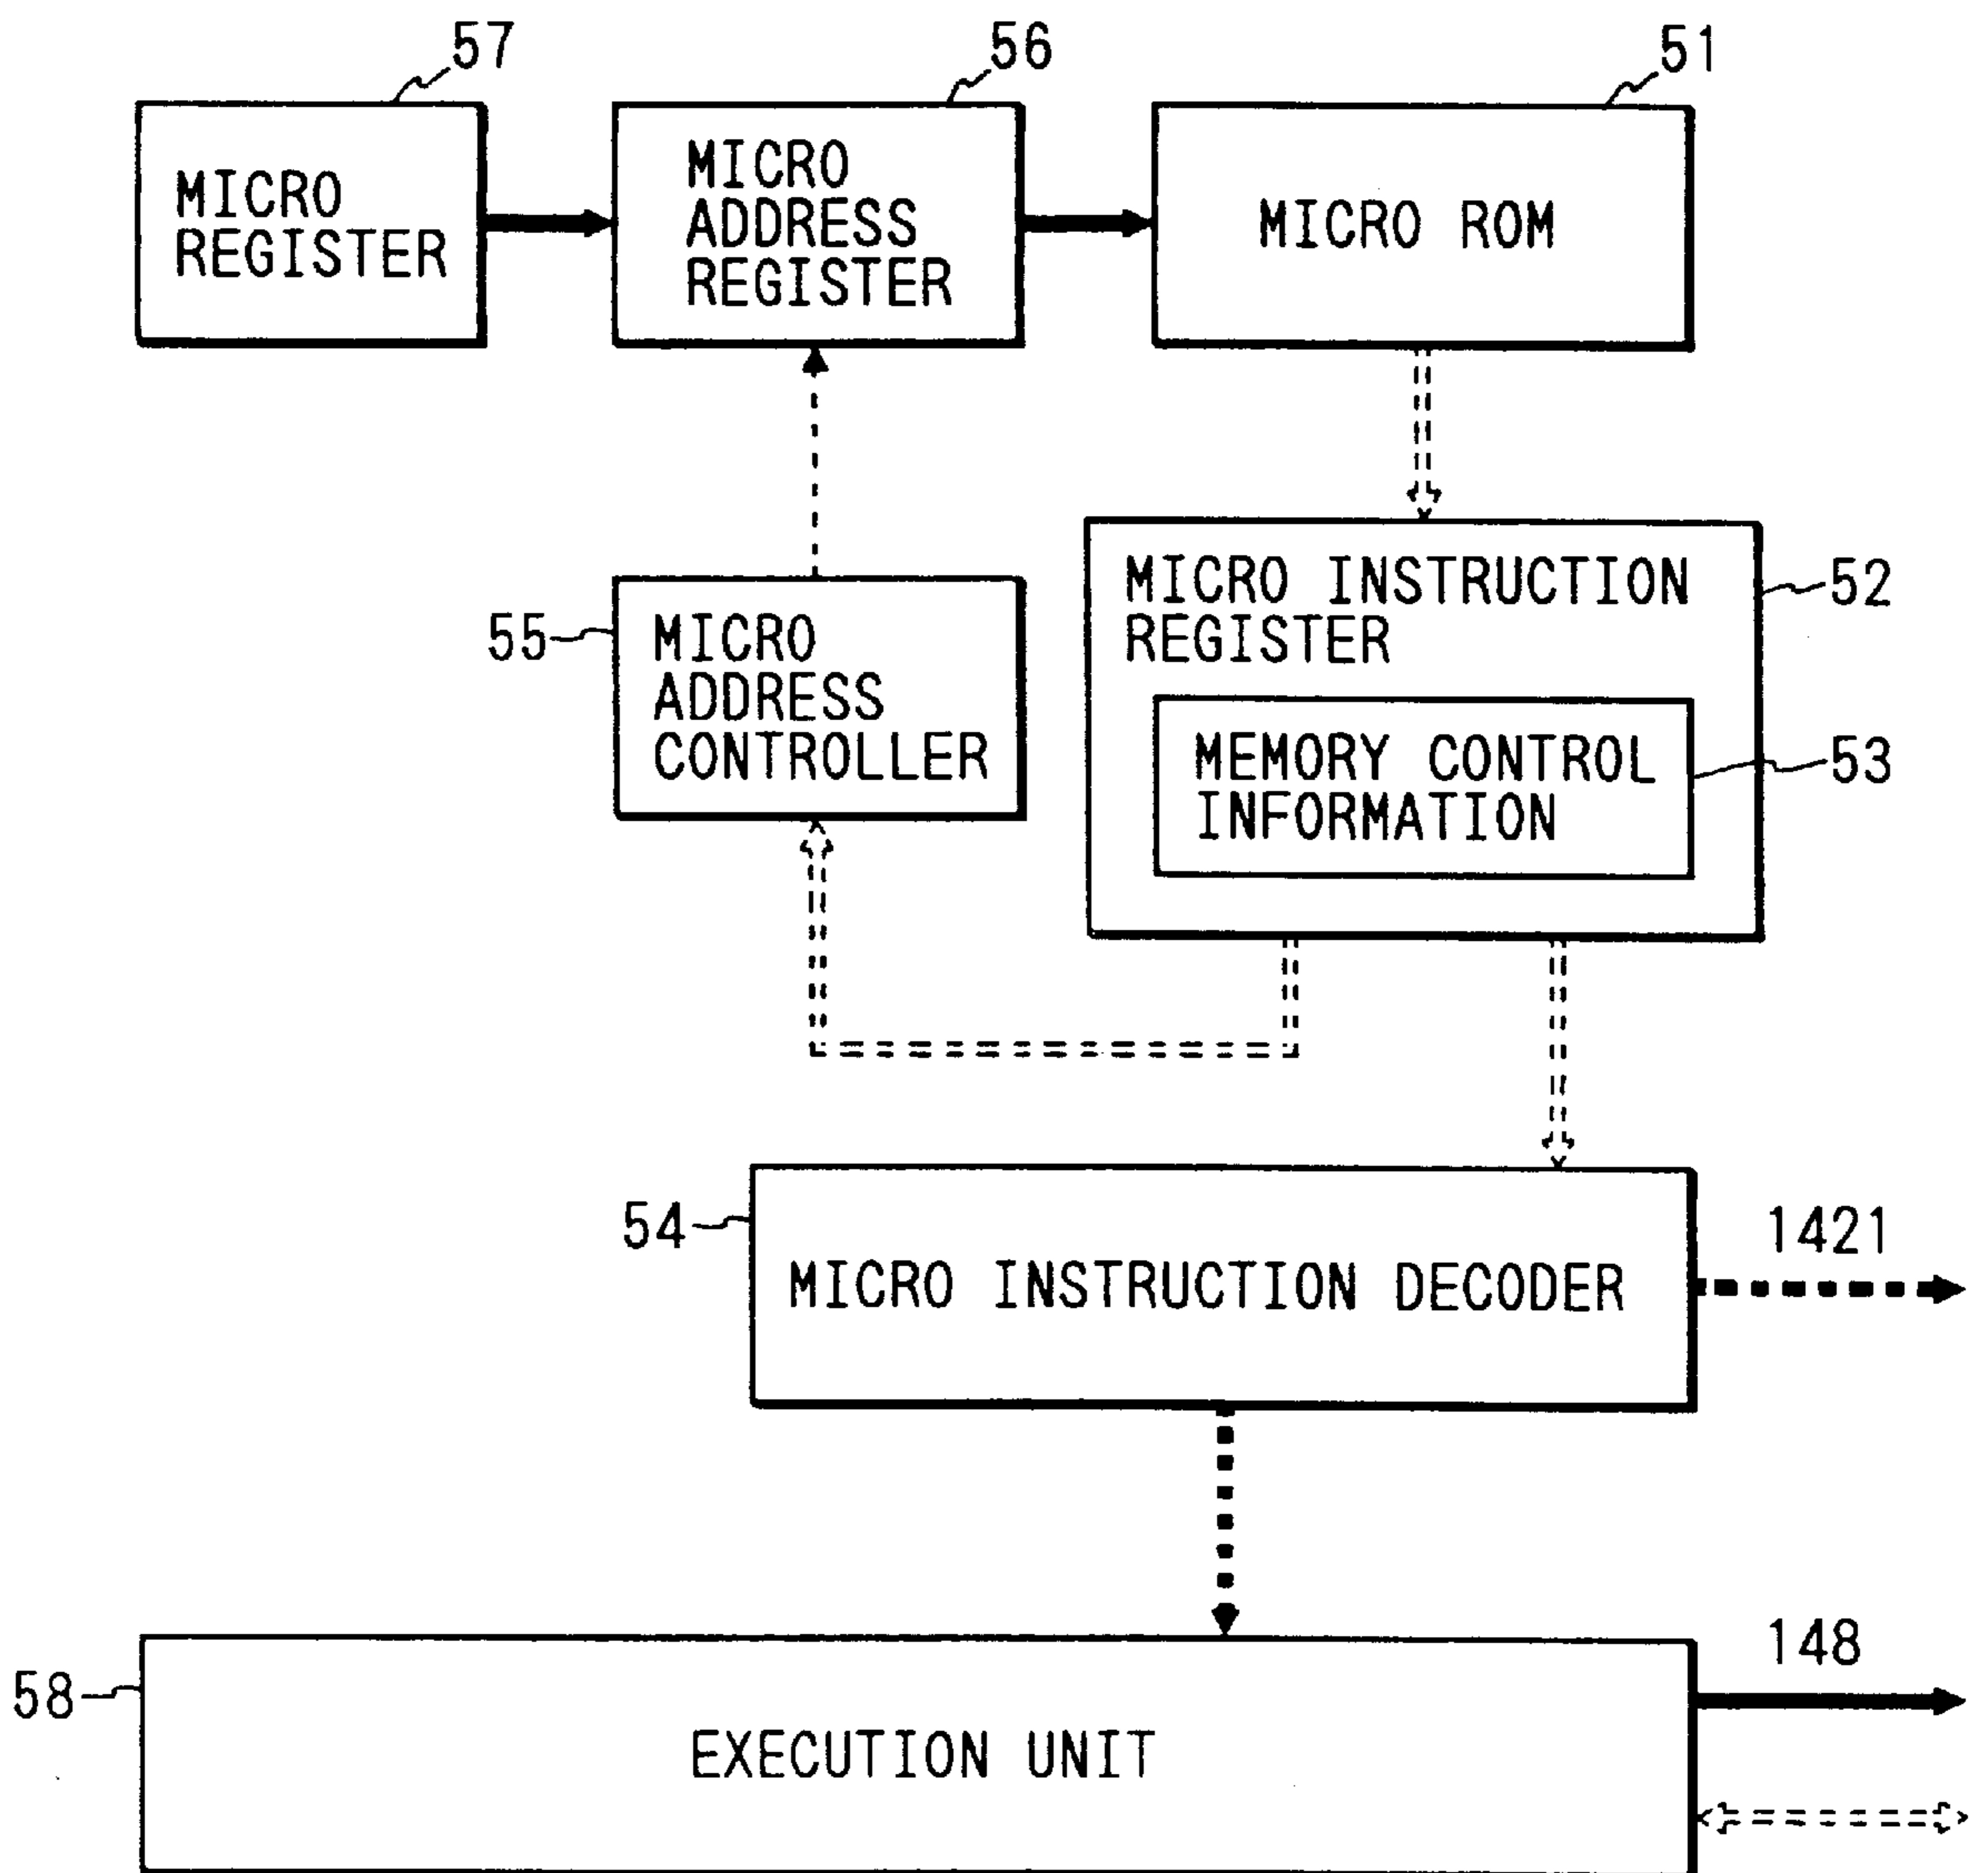 57
56
51
MICRO
REGISTER
MICRO
ADDRESS
REGISTER
MICRO ROM
55
MICRO
ADDRESS
CONTROLLER
MICRO INSTRUCTION
REGISTER
52
MEMORY CONTROL
INFORMATION
53
54
MICRO INSTRUCTION DECODER
1421
58
EXECUTION UNIT
148